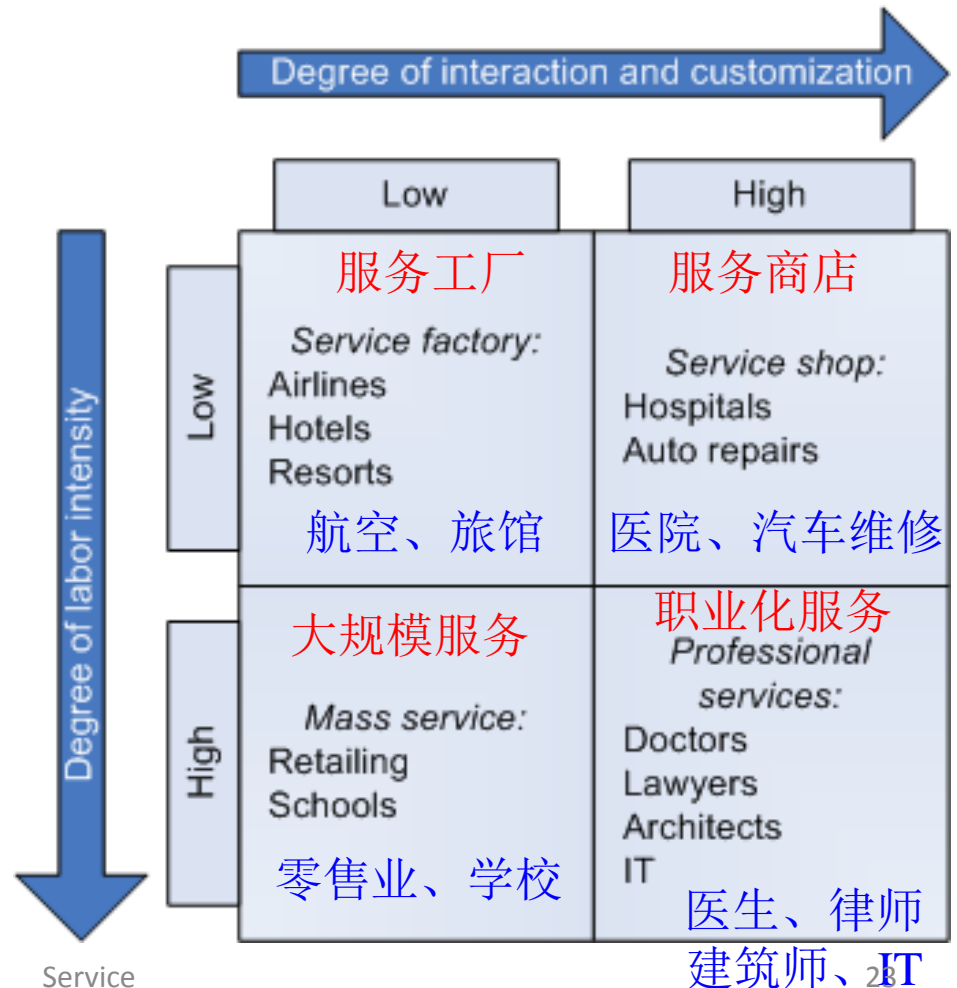 Degree of interaction and customization
Low
High
Degree of labor intensity
Low
服务工厂
Service factory:
Airlines
Hotels
Resorts
航空、旅馆
服务商店
Service shop:
Hospitals
Auto repairs
医院、汽车维修
High
大规模服务
Mass service:
Retailing
Schools
零售业、学校
职业化服务
Professional
services:
Doctors
Lawyers
Architects
IT
医生、律师
建筑师、IT
Service
23